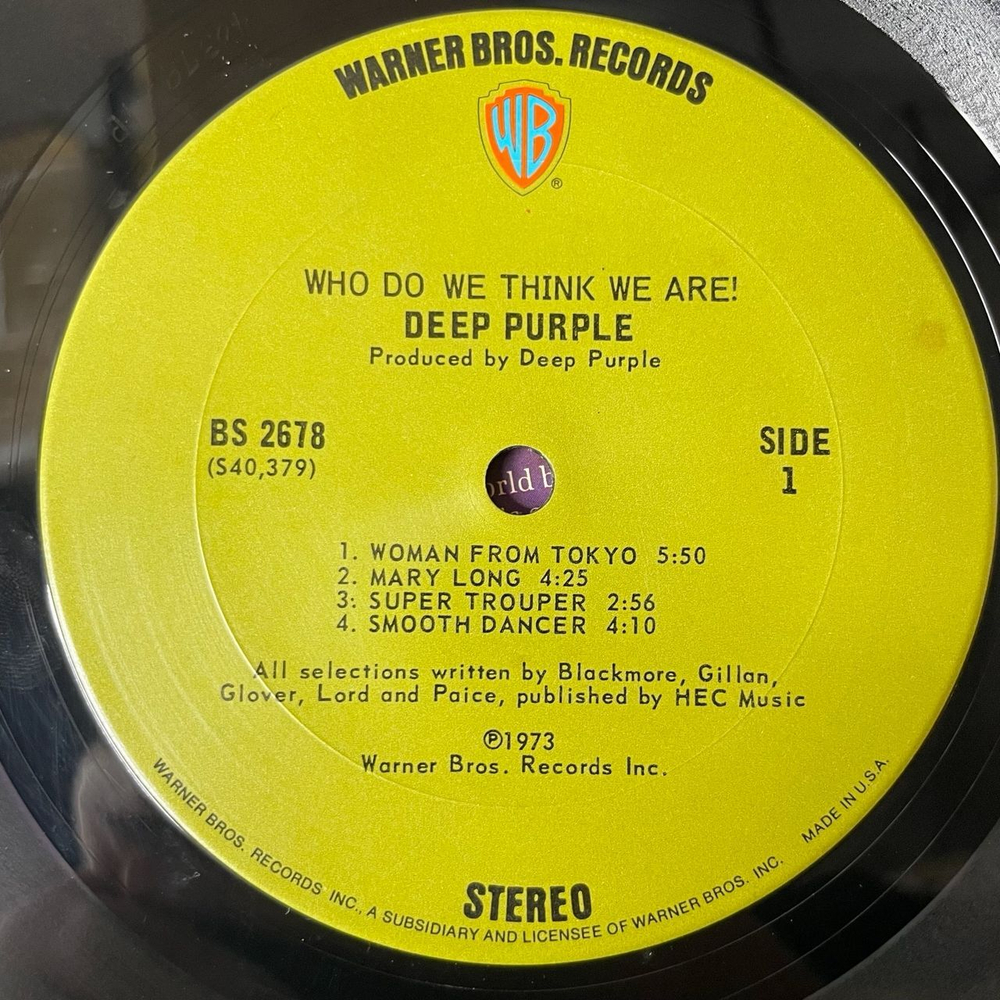 WARNER BROS. RECORDS
WB
®
WHO DO WE THINK WE ARE!
DEEP PURPLE
Produced by Deep Purple
BS 2678
(S40,379)
SIDE
1
orld b
1. WOMAN FROM TOKYO 5:50
2. MARY LONG 4:25
3: SUPER TROUPER 2:56
4. SMOOTH DANCER 4:10
All selections written by Blackmore, Gillan,
Glover, Lord and Paice, published by HEC Music
℗1973
Warner Bros. Records Inc.
STEREO
WARNER BROS. RECORDS INC., A SUBSIDIARY AND LICENSEE OF WARNER BROS. INC. MADE IN U.S.A.